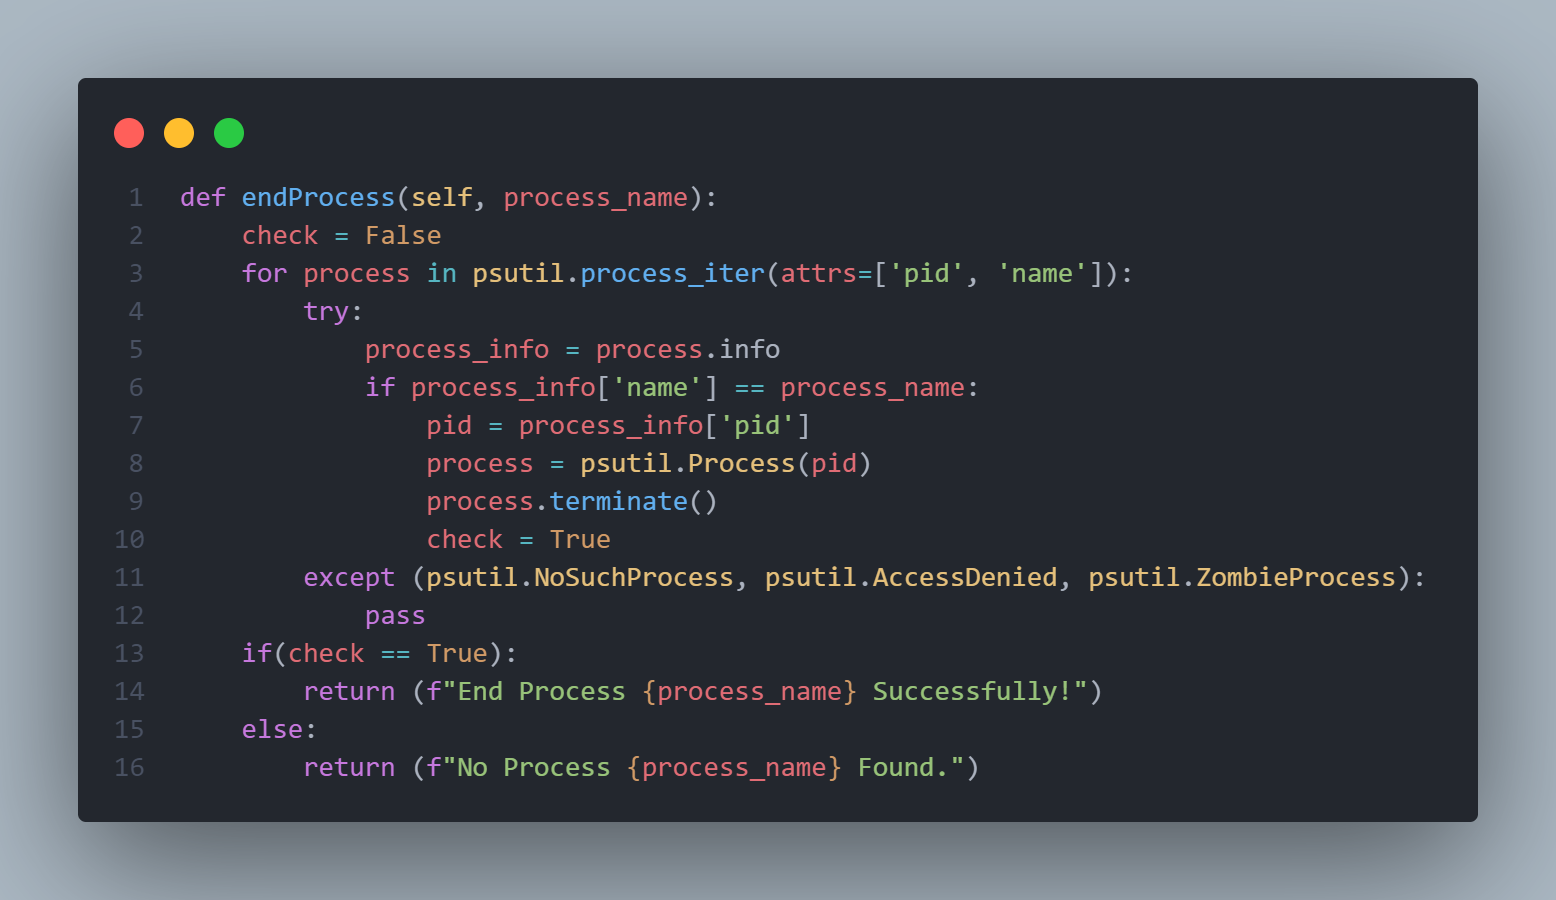 1 def endProcess(self, process_name):
2     check = False
3     for process in psutil.process_iter(attrs=['pid', 'name']):
4         try:
5             process_info = process.info
6             if process_info['name'] == process_name:
7                 pid = process_info['pid']
8                 process = psutil.Process(pid)
9                 process.terminate()
10                 check = True
11         except (psutil.NoSuchProcess, psutil.AccessDenied, psutil.ZombieProcess):
12             pass
13     if(check == True):
14         return (f"End Process {process_name} Successfully!")
15     else:
16         return (f"No Process {process_name} Found.")